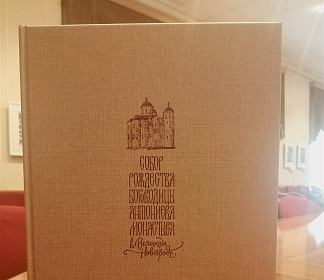 СОБОР
РОЖДЕСТВА
БОГОРОДИЦЫ
АНТОНИЕВА
МОНАСТЫРЯ
в Великом
Новгороде